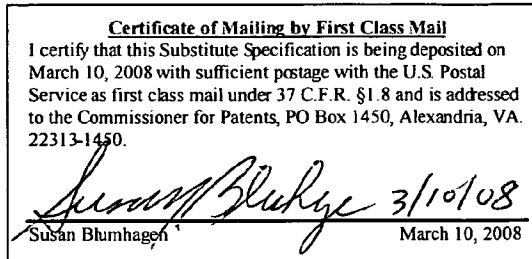 Certificate of Mailing by First Class Mail
I certify that this Substitute Specification is being deposited on
March 10, 2008 with sufficient postage with the U.S. Postal
Service as first class mail under 37 C.F.R. §1.8 and is addressed
to the Commissioner for Patents, PO Box 1450, Alexandria, VA.
22313-1450.
3/10/08
Susan Blumhagen March 10, 2008